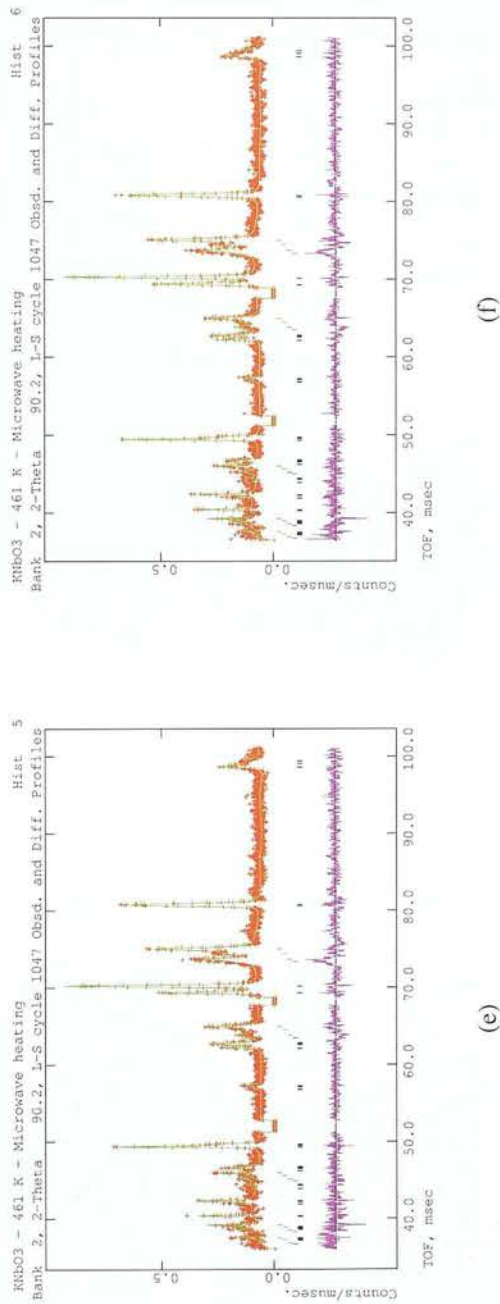 KNbO3 - 461 K - Microwave heating Hist 5
Bank 2, 2-Theta 90.2, L-S cycle 1047 Obsd. and Diff. Profiles
Counts/musec.
0.0
0.5
40.0 50.0 60.0 70.0 80.0 90.0 100.0
TOF, msec
(e)
KNbO3 - 461 K - Microwave heating Hist 6
Bank 2, 2-Theta 90.2, L-S cycle 1047 Obsd. and Diff. Profiles
Counts/musec.
0.0
0.5
40.0 50.0 60.0 70.0 80.0 90.0 100.0
TOF, msec
(f)